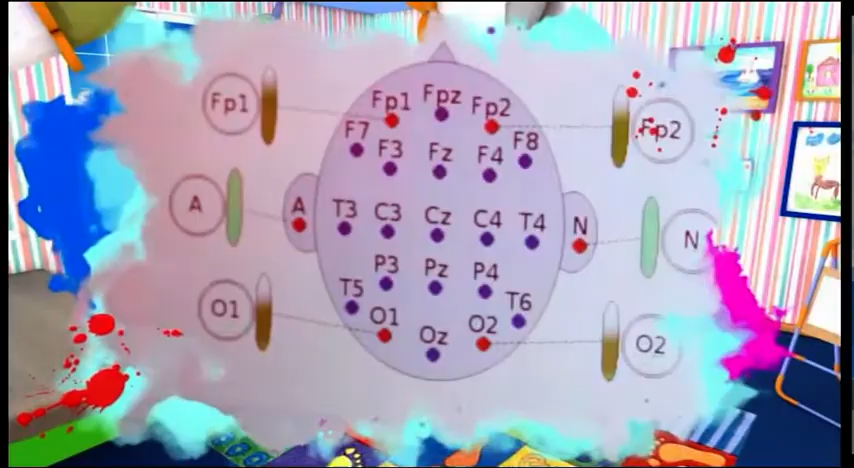 Fp1 Fp1 Fpz Fp2 Fp2
F7 F3 Fz F4 F8
A A T3 C3 Cz C4 T4 N N
T5 P3 Pz P4 T6
O1 O1 Oz O2 O2